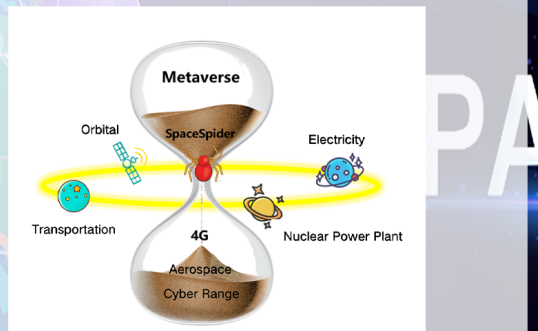 Metaverse
SpaceSpider
Orbital
Electricity
Transportation
Nuclear Power Plant
4G
Aerospace
Cyber Range
PA